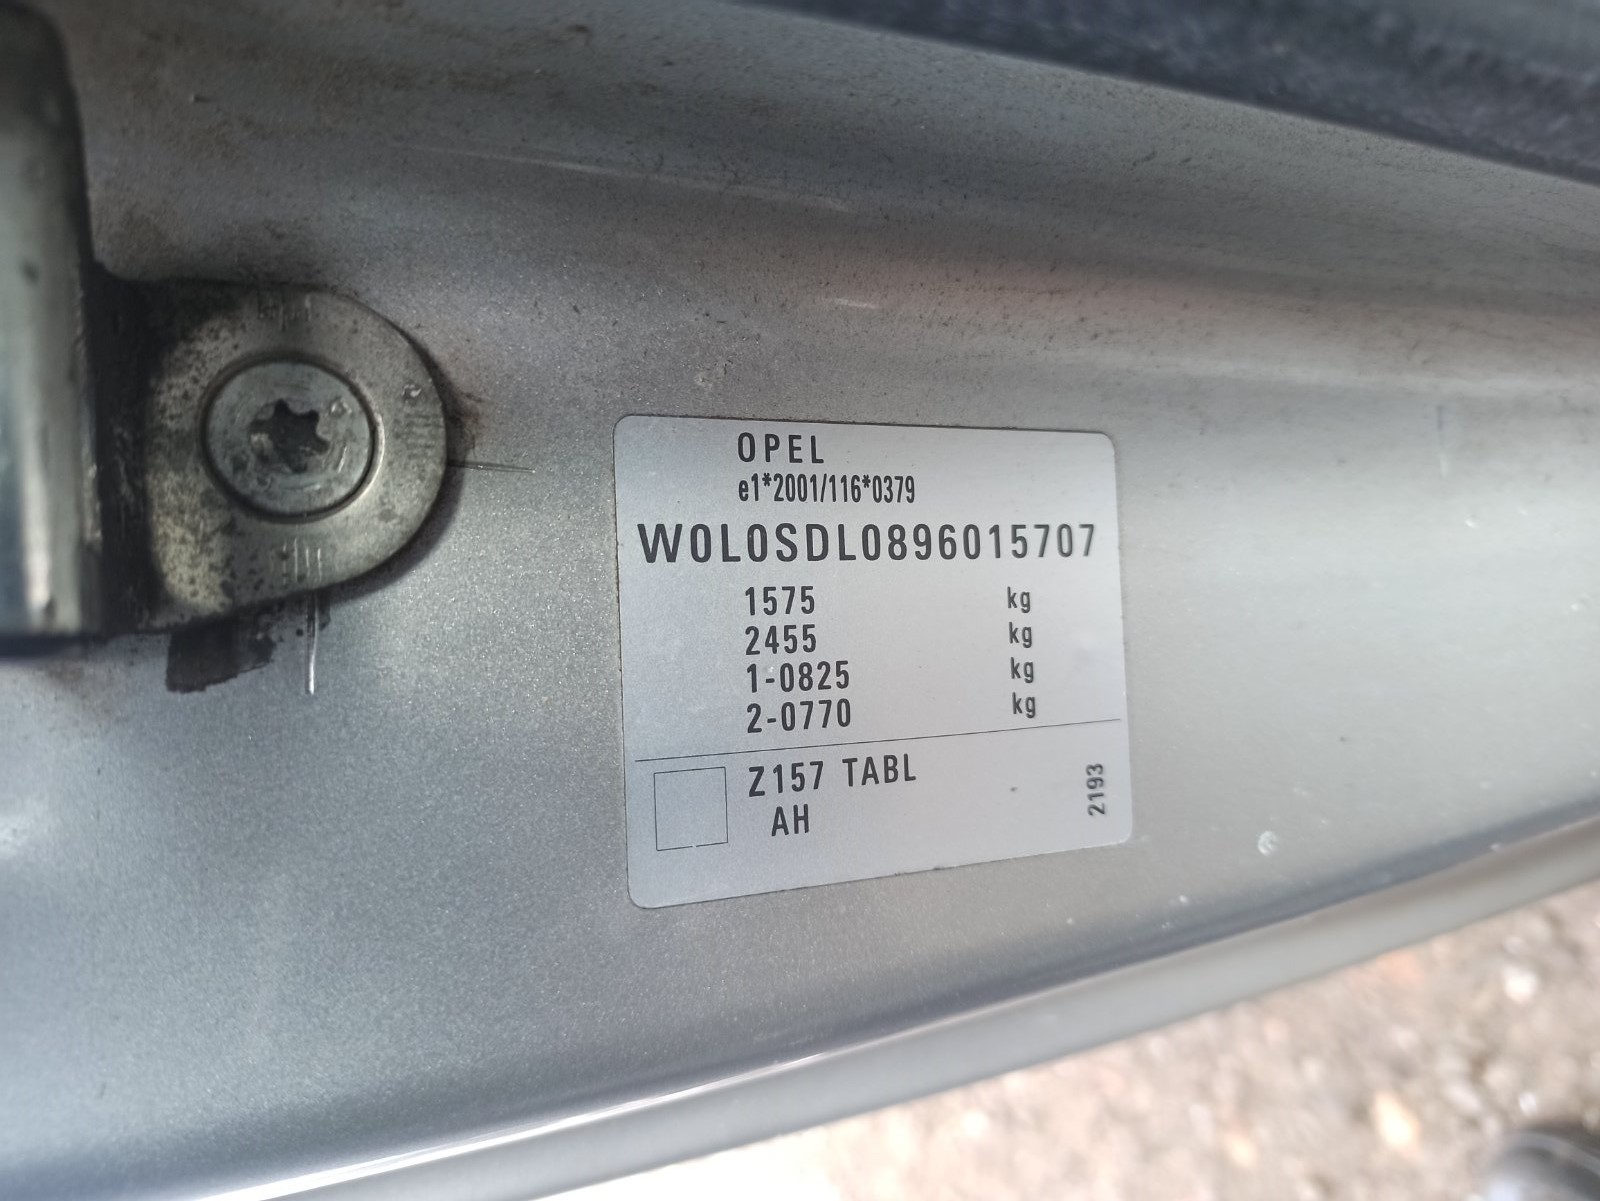 OPEL
e1*2001/116*0379
W0L0SDL0896015707
1575 kg
2455 kg
1-0825 kg
2-0770 kg
Z157 TABL
AH
2193